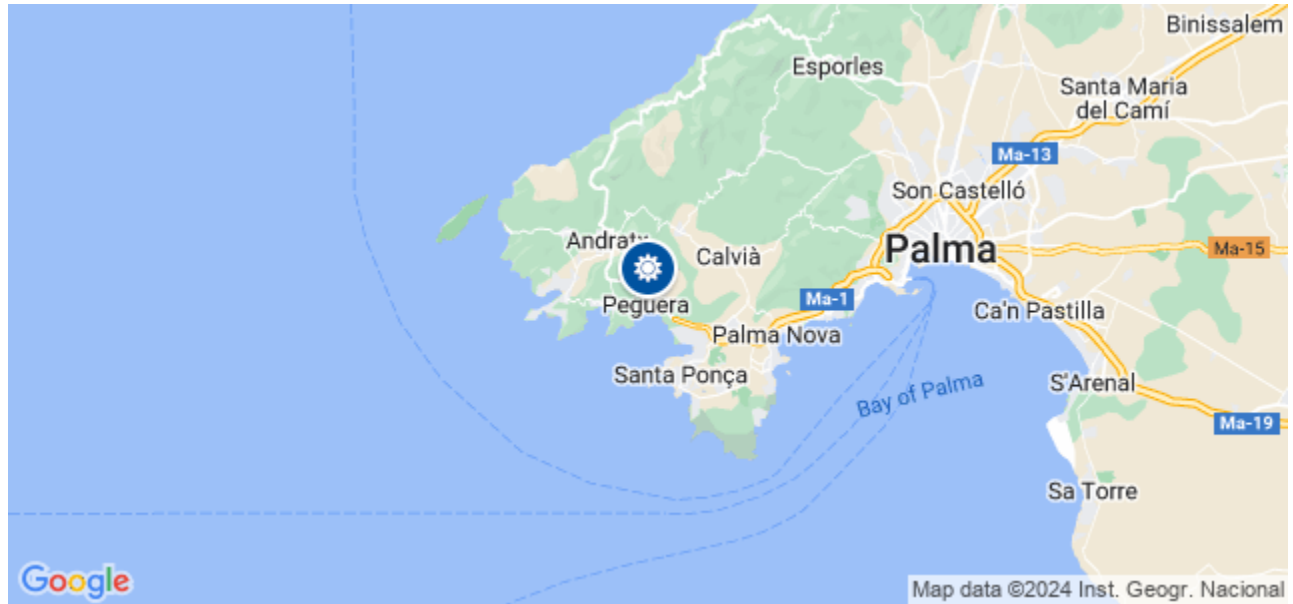 Binissalem
Esporles
Santa Maria
del Camí
Ma-13
Son Castelló
Andratx
Calvià
Palma
Ma-15
Peguera
Ma-1
Ca'n Pastilla
Palma Nova
Santa Ponça
Bay of Palma
S'Arenal
Ma-19
Sa Torre
Google
Map data ©2024 Inst. Geogr. Nacional